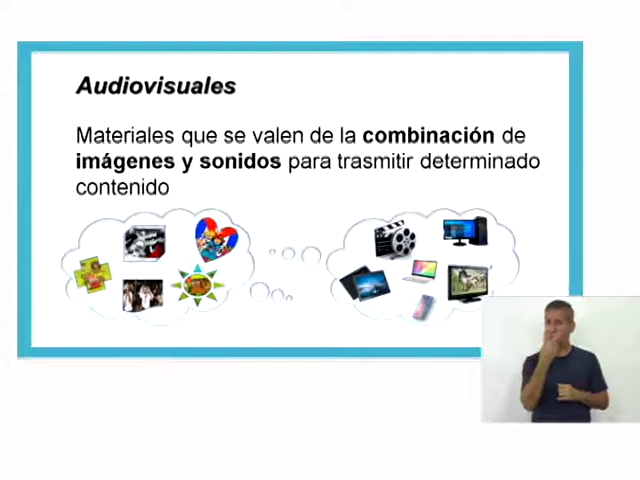 Audiovisuales
Materiales que se valen de la combinación de
imágenes y sonidos para trasmitir determinado
contenido